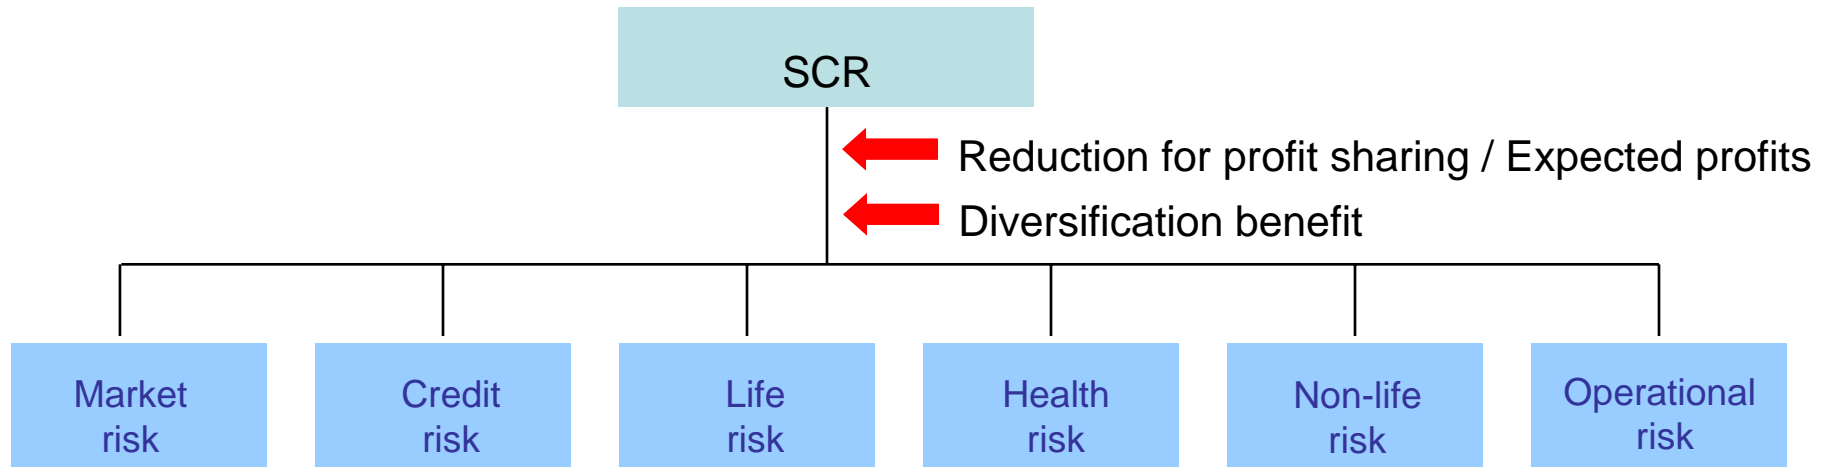 SCR
Reduction for profit sharing / Expected profits
Diversification benefit
Market
risk
Credit
risk
Life
risk
Health
risk
Non-life
risk
Operational
risk